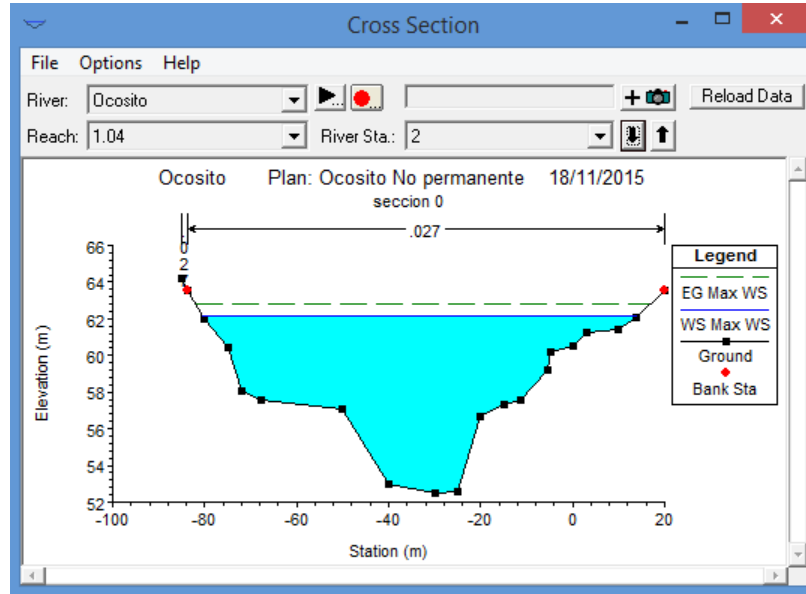 Cross Section
File Options Help
River: Ocosito Reload Data
Reach: 1.04 River Sta.: 2
Ocosito Plan: Ocosito No permanente 18/11/2015
seccion 0
.027
.02
Elevation (m)
66
64
62
60
58
56
54
52
-100 -80 -60 -40 -20 0 20
Station (m)
Legend
EG Max WS
WS Max WS
Ground
Bank Sta